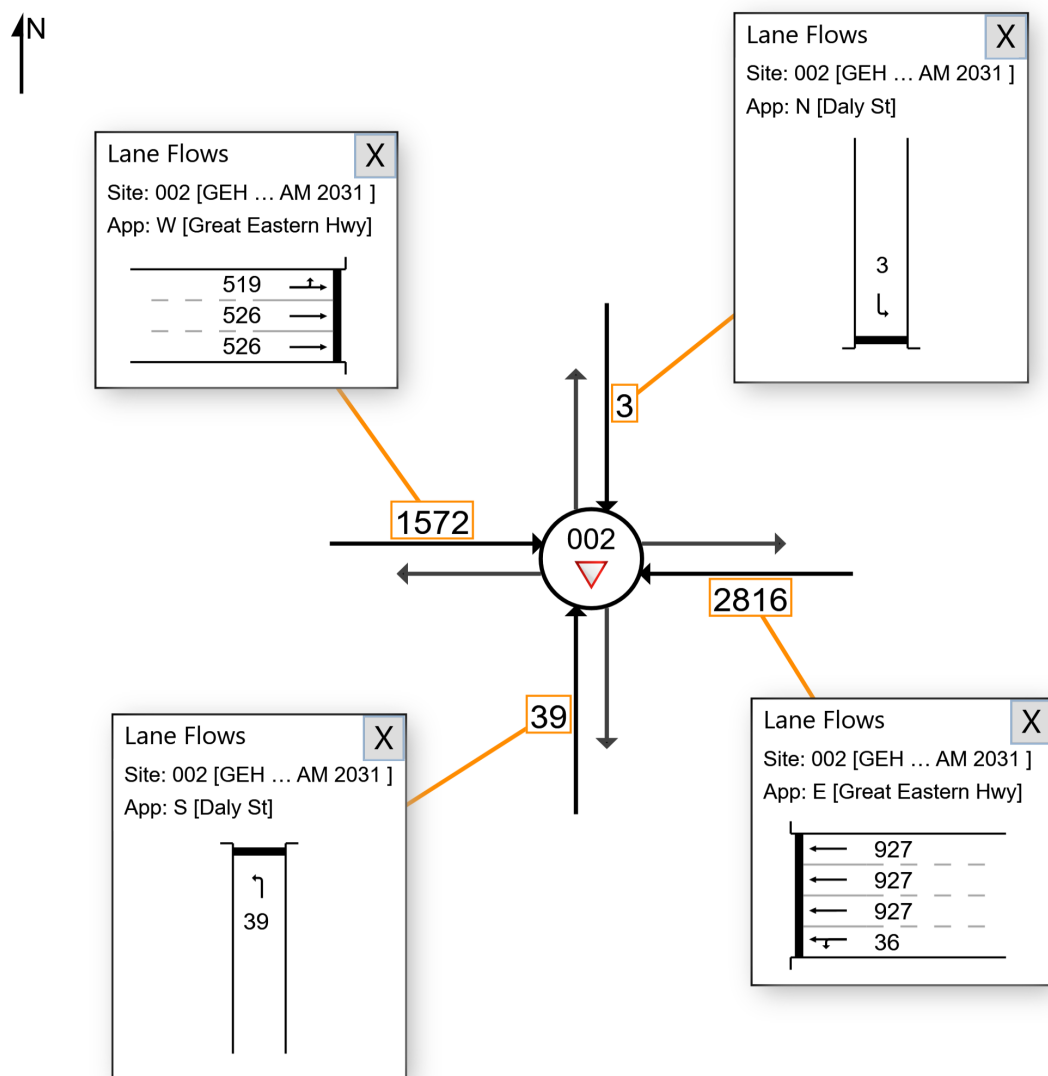 N
Lane Flows
X
Site: 002 [GEH ... AM 2031 ]
App: N [Daly St]
3
Lane Flows
X
Site: 002 [GEH ... AM 2031 ]
App: W [Great Eastern Hwy]
519
526
526
3
1572
002
2816
39
Lane Flows
X
Site: 002 [GEH ... AM 2031 ]
App: S [Daly St]
39
Lane Flows
X
Site: 002 [GEH ... AM 2031 ]
App: E [Great Eastern Hwy]
927
927
927
36